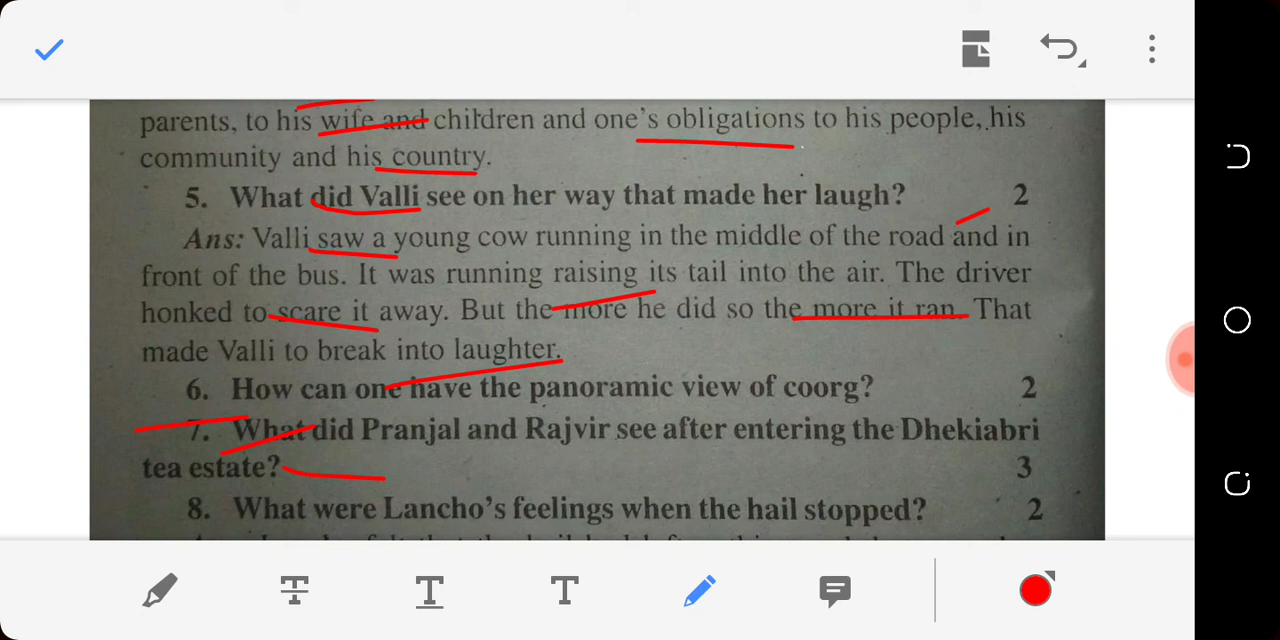 parents, to his wife and children and one's obligations to his people, his
community and his country.
5. What did Valli see on her way that made her laugh? 2
Ans: Valli saw a young cow running in the middle of the road and in
front of the bus. It was running raising its tail into the air. The driver
honked to scare it away. But the more he did so the more it ran. That
made Valli to break into laughter.
6. How can one have the panoramic view of coorg? 2
7. What did Pranjal and Rajvir see after entering the Dhekiabri
tea estate? 3
8. What were Lancho's feelings when the hail stopped? 2